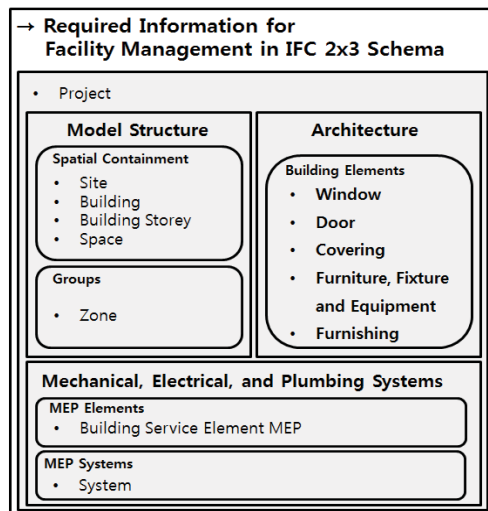 → Required Information for
Facility Management in IFC 2x3 Schema
• Project
Model Structure
Spatial Containment
• Site
• Building
• Building Storey
• Space
Groups
• Zone
Architecture
Building Elements
• Window
• Door
• Covering
• Furniture, Fixture
and Equipment
• Furnishing
Mechanical, Electrical, and Plumbing Systems
MEP Elements
• Building Service Element MEP
MEP Systems
• System